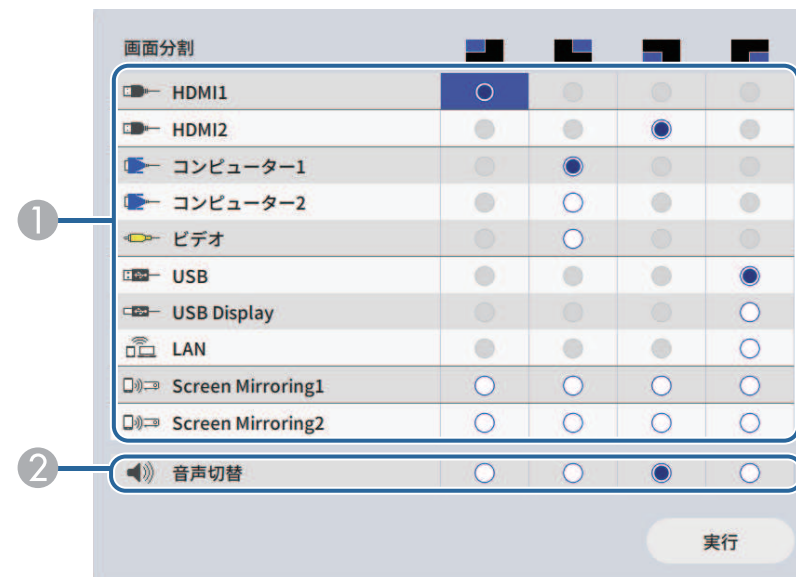 画面分割
HDMI1
HDMI2
コンピューター1
コンピューター2
ビデオ
USB
USB Display
LAN
Screen Mirroring1
Screen Mirroring2
音声切替
実行
1
2